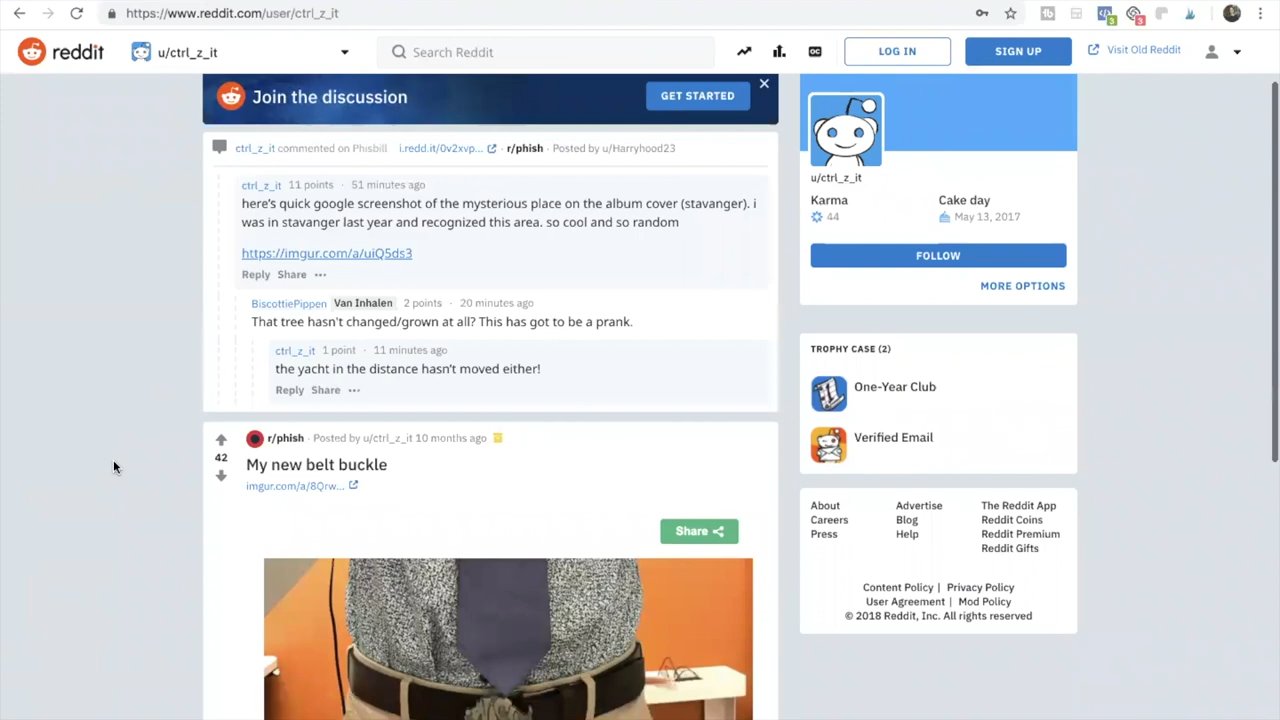 https://www.reddit.com/user/ctrl_z_it
3
3
reddit
u/ctrl_z_it
Search Reddit
LOG IN
SIGN UP
Visit Old Reddit
Join the discussion
GET STARTED
ctrl_z_it commented on Phisbill i.redd.it/0v2xvp... · r/phish · Posted by u/Harryhood23
ctrl_z_it 11 points · 51 minutes ago
here's quick google screenshot of the mysterious place on the album cover (stavanger). i
was in stavanger last year and recognized this area. so cool and so random
https://imgur.com/a/uiQ5ds3
Reply Share ···
BiscottiePippen Van Inhalen 2 points · 20 minutes ago
That tree hasn't changed/grown at all? This has got to be a prank.
ctrl_z_it 1 point · 11 minutes ago
the yacht in the distance hasn't moved either!
Reply Share ···
r/phish · Posted by u/ctrl_z_it 10 months ago
42
My new belt buckle
imgur.com/a/8Qrw...
Share
u/ctrl_z_it
Karma
44
Cake day
May 13, 2017
FOLLOW
MORE OPTIONS
TROPHY CASE (2)
One-Year Club
Verified Email
About
Careers
Press
Advertise
Blog
Help
The Reddit App
Reddit Coins
Reddit Premium
Reddit Gifts
Content Policy | Privacy Policy
User Agreement | Mod Policy
© 2018 Reddit, Inc. All rights reserved